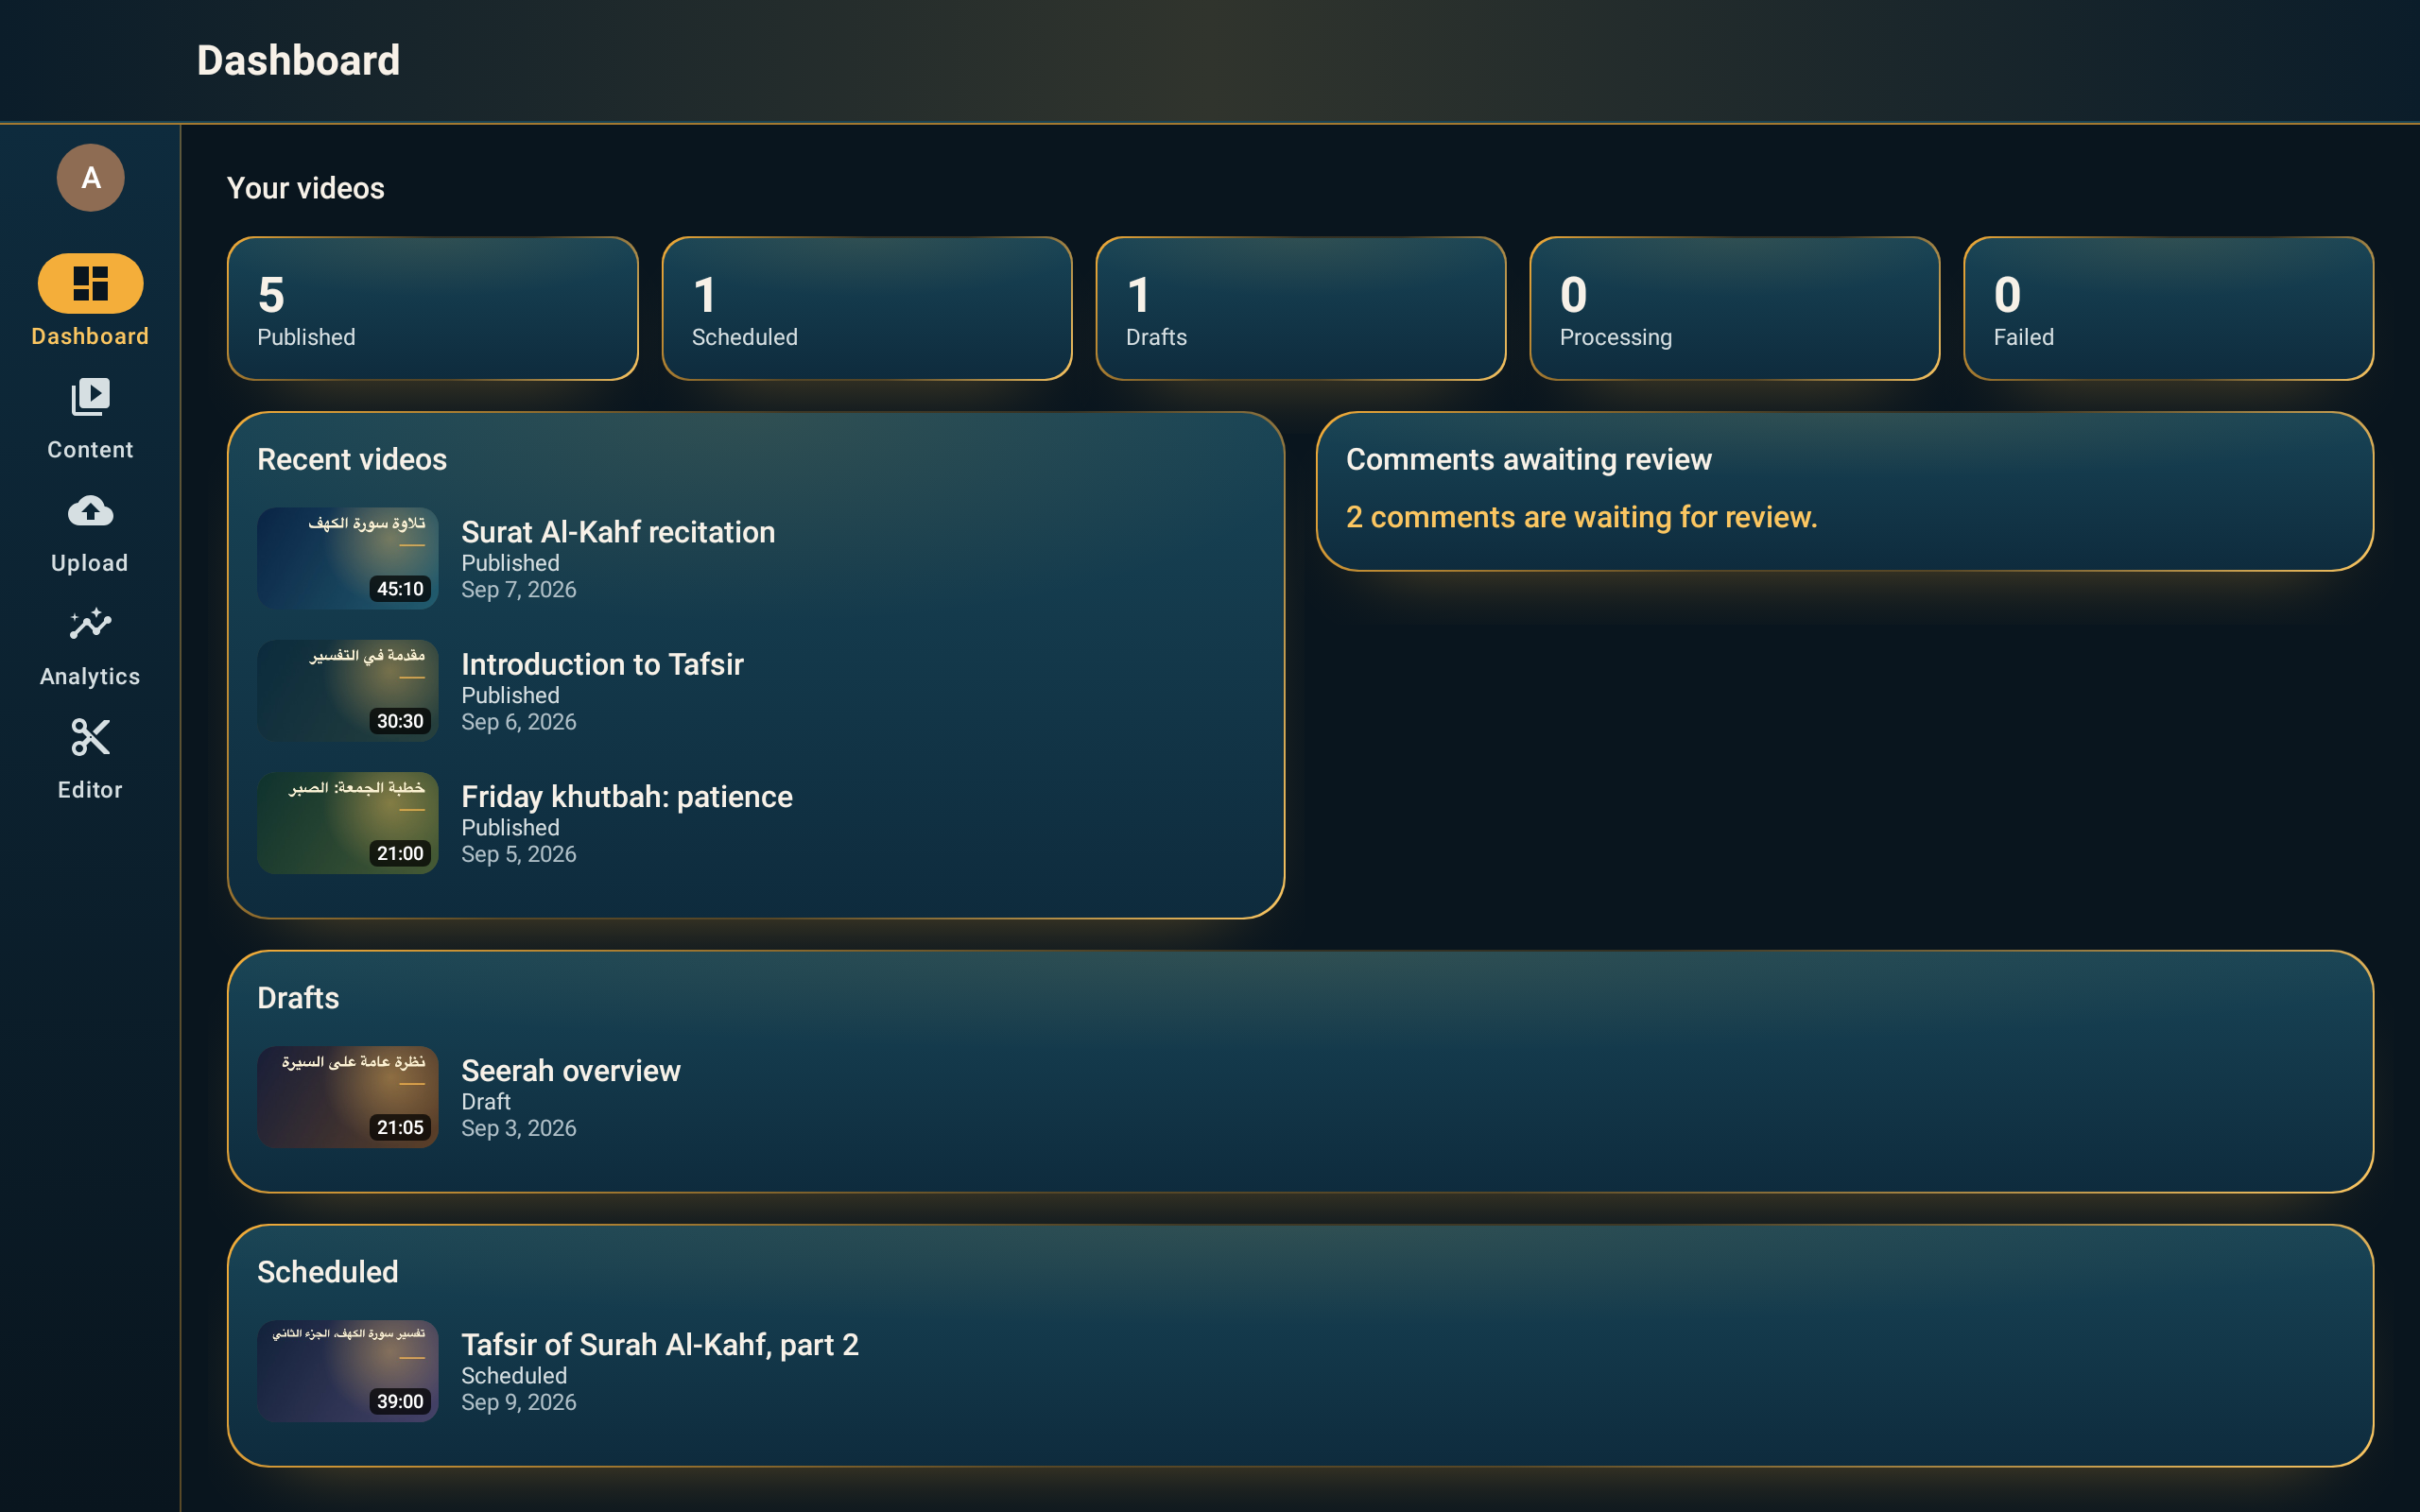 Dashboard
A
Dashboard
Content
Upload
Analytics
Editor
Your videos
5
Published
1
Scheduled
1
Drafts
0
Processing
0
Failed
Recent videos
تلاوة سورة الكهف
45:10
Surat Al-Kahf recitation
Published
Sep 7, 2026
مقدمة في التفسير
30:30
Introduction to Tafsir
Published
Sep 6, 2026
خطبة الجمعة: الصبر
21:00
Friday khutbah: patience
Published
Sep 5, 2026
Comments awaiting review
2 comments are waiting for review.
Drafts
نظرة عامة على السيرة
21:05
Seerah overview
Draft
Sep 3, 2026
Scheduled
تفسير سورة الكهف، الجزء الثاني
39:00
Tafsir of Surah Al-Kahf, part 2
Scheduled
Sep 9, 2026